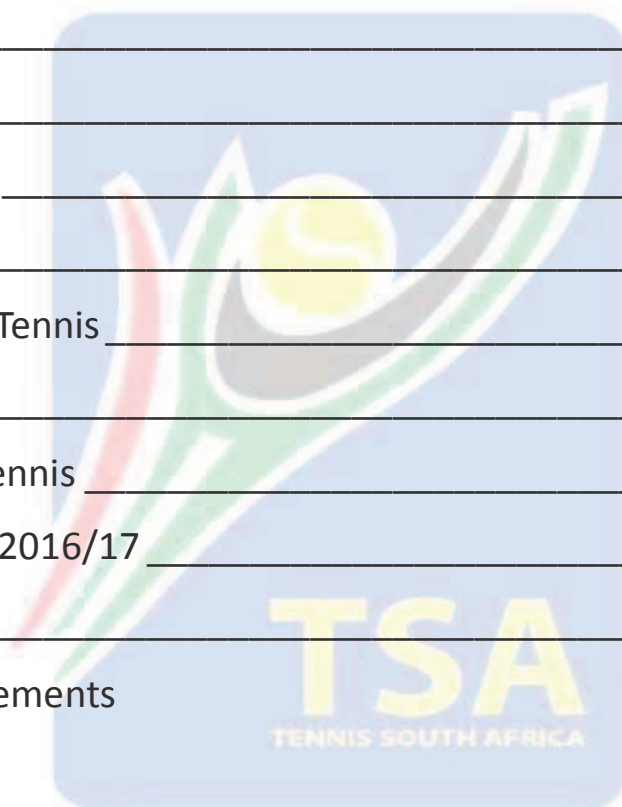 Tennis
ennis
2016/17
ements
TSA
TENNIS SOUTH AFRICA